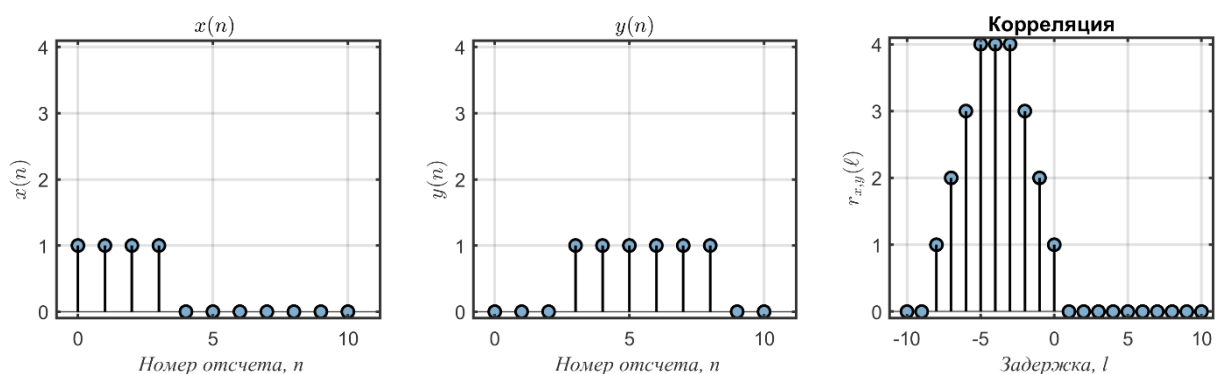 x(n)
4
3
2
1
0
x(n)
0 5 10
Номер отсчета, n
y(n)
4
3
2
1
0
y(n)
0 5 10
Номер отсчета, n
Корреляция
4
3
2
1
0
r_{x,y}(ℓ)
-10 -5 0 5 10
Задержка, l